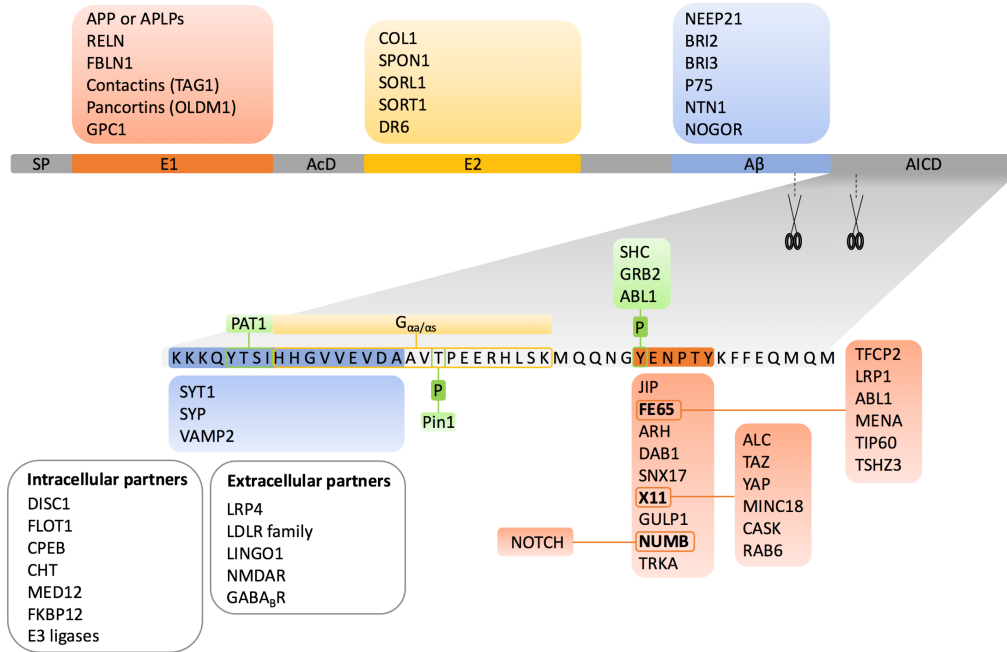 APP or APLPs
RELN
FBLN1
Contactins (TAG1)
Pancortins (OLDM1)
GPC1
COL1
SPON1
SORL1
SORT1
DR6
NEEP21
BRI2
BRI3
P75
NTN1
NOGOR
SP E1 AcD E2 Aβ AICD
SHC
GRB2
ABL1
P
PAT1
Gαa/αs
KKKQYTSIHHGVVEVDAAVTPEERHLSKMQQNGYENPTYKFFEQMQM
P
Pin1
SYT1
SYP
VAMP2
JIP
FE65
ARH
DAB1
SNX17
X11
GULP1
NUMB
TRKA
TFCP2
LRP1
ABL1
MENA
TIP60
TSHZ3
ALC
TAZ
YAP
MINC18
CASK
RAB6
NOTCH
Intracellular partners
DISC1
FLOT1
CPEB
CHT
MED12
FKBP12
E3 ligases
Extracellular partners
LRP4
LDLR family
LINGO1
NMDAR
GABABR